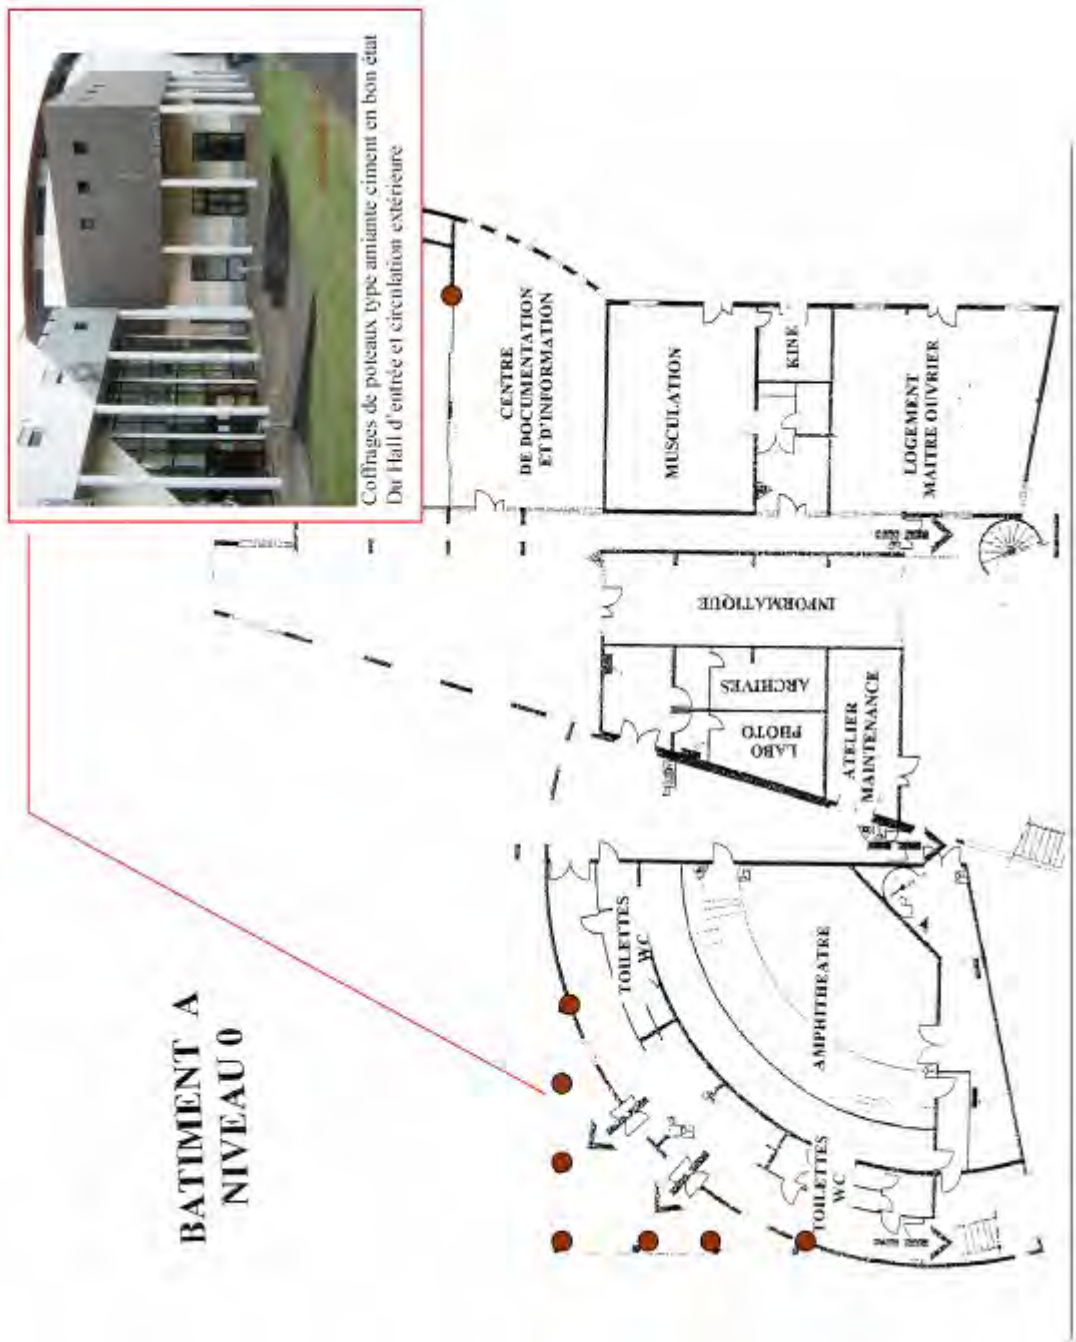 Coffrages de poteaux type amiante ciment en bon état
Du Hall d'entrée et circulation extérieure
BATIMENT A
NIVEAU 0
CENTRE
DE DOCUMENTATION
ET D'INFORMATION
MUSCULATION
KINE
LOGEMENT
MAITRE OUVRIER
INFORMATIQUE
ARCHIVES
LABO
PHOTO
ATELIER
MAINTENANCE
TOILETTES
WC
AMPHITHEATRE
TOILETTES
WC